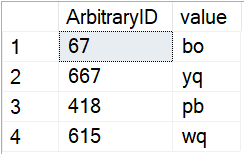 ArbitraryID value
1 67 bo
2 667 yq
3 418 pb
4 615 wq